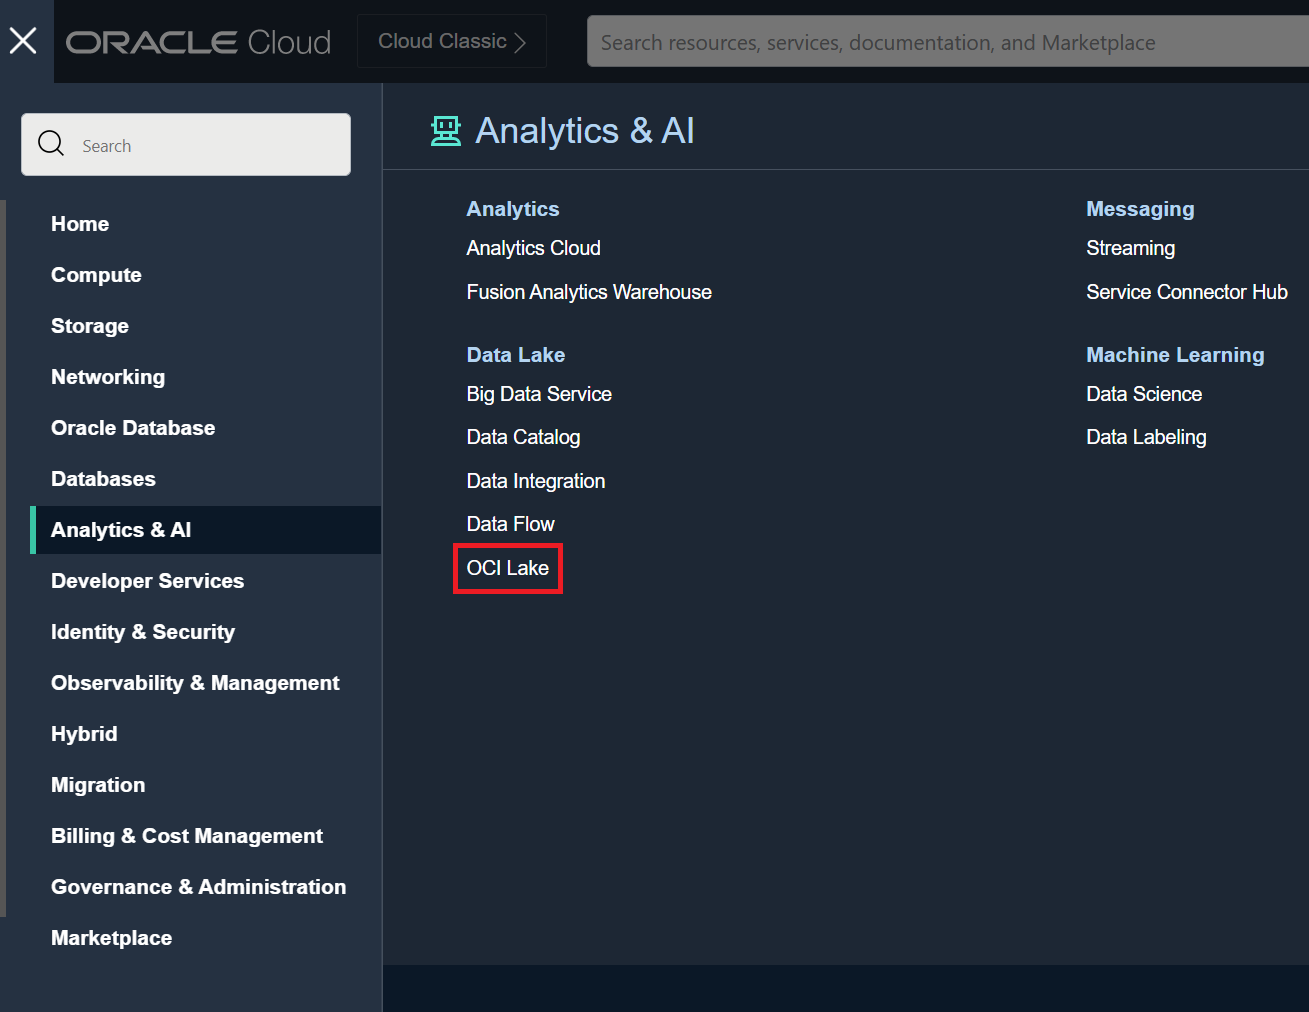 ORACLE Cloud
Cloud Classic
Search resources, services, documentation, and Marketplace
Search
Home
Compute
Storage
Networking
Oracle Database
Databases
Analytics & AI
Developer Services
Identity & Security
Observability & Management
Hybrid
Migration
Billing & Cost Management
Governance & Administration
Marketplace
Analytics & AI
Analytics
Analytics Cloud
Fusion Analytics Warehouse
Data Lake
Big Data Service
Data Catalog
Data Integration
Data Flow
OCI Lake
Messaging
Streaming
Service Connector Hub
Machine Learning
Data Science
Data Labeling